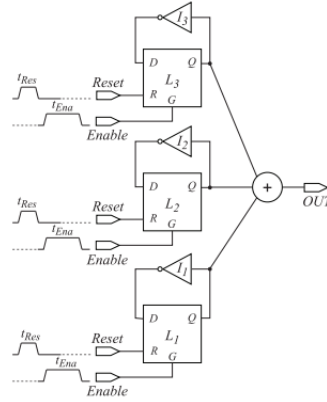 I3
D Q
tRes Reset L3
R G
tEna
Enable
I2
D Q
tRes Reset L2
R G
tEna
Enable
+
OUT
I1
D Q
tRes Reset L1
R G
tEna
Enable